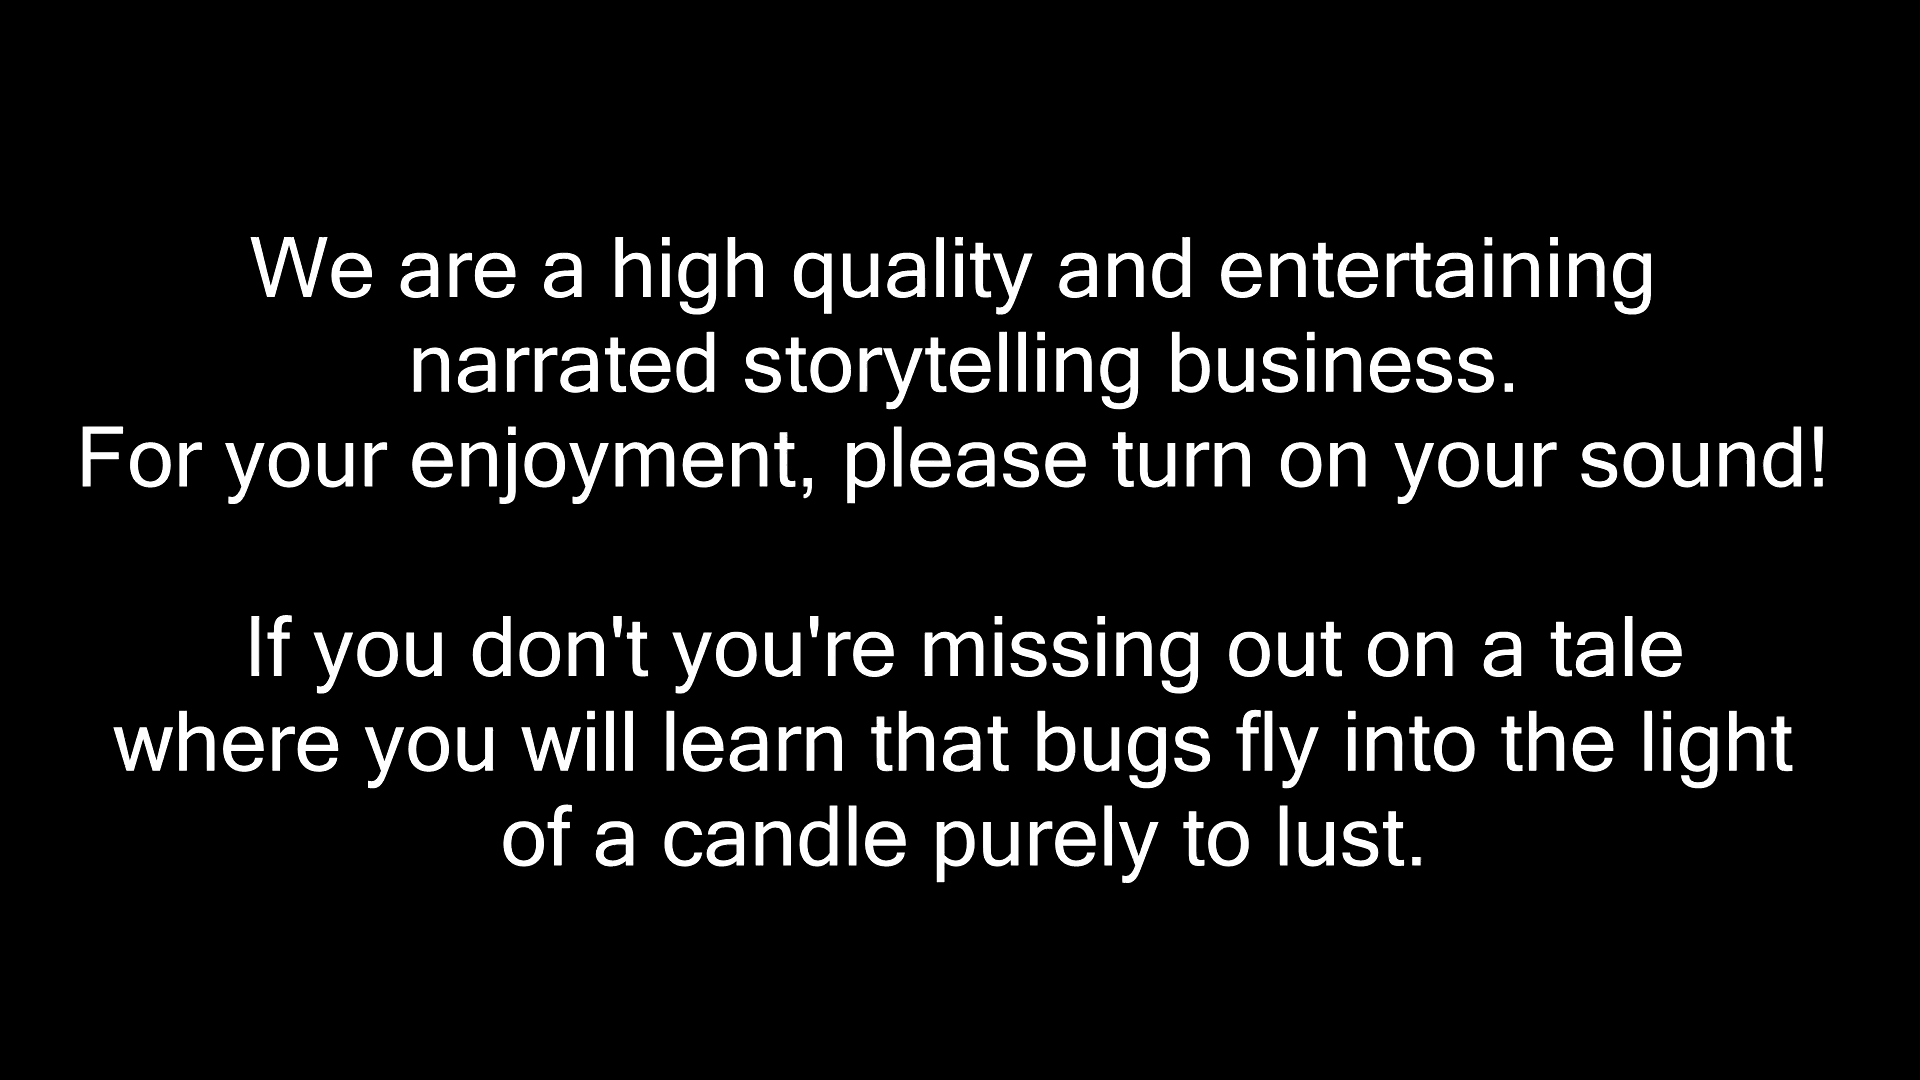 We are a high quality and entertaining
narrated storytelling business.
For your enjoyment, please turn on your sound!
If you don't you're missing out on a tale
where you will learn that bugs fly into the light
of a candle purely to lust.